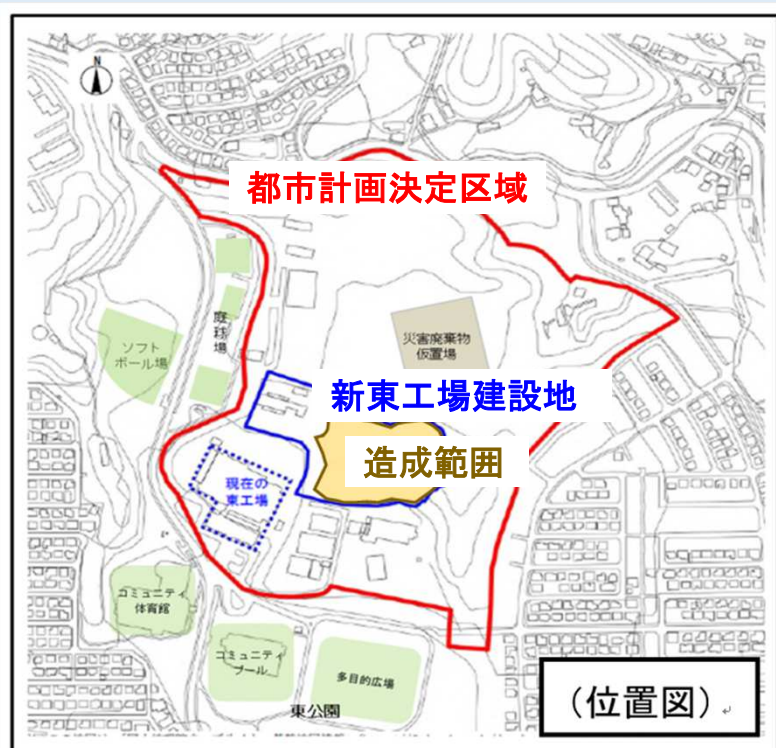 N
都市計画決定区域
庭球場
ソフト
ボール場
災害廃棄物
仮置場
新東工場建設地
造成範囲
現在の
東工場
コミュニティ
体育館
コミュニティ
プール
多目的広場
東公園
（位置図）